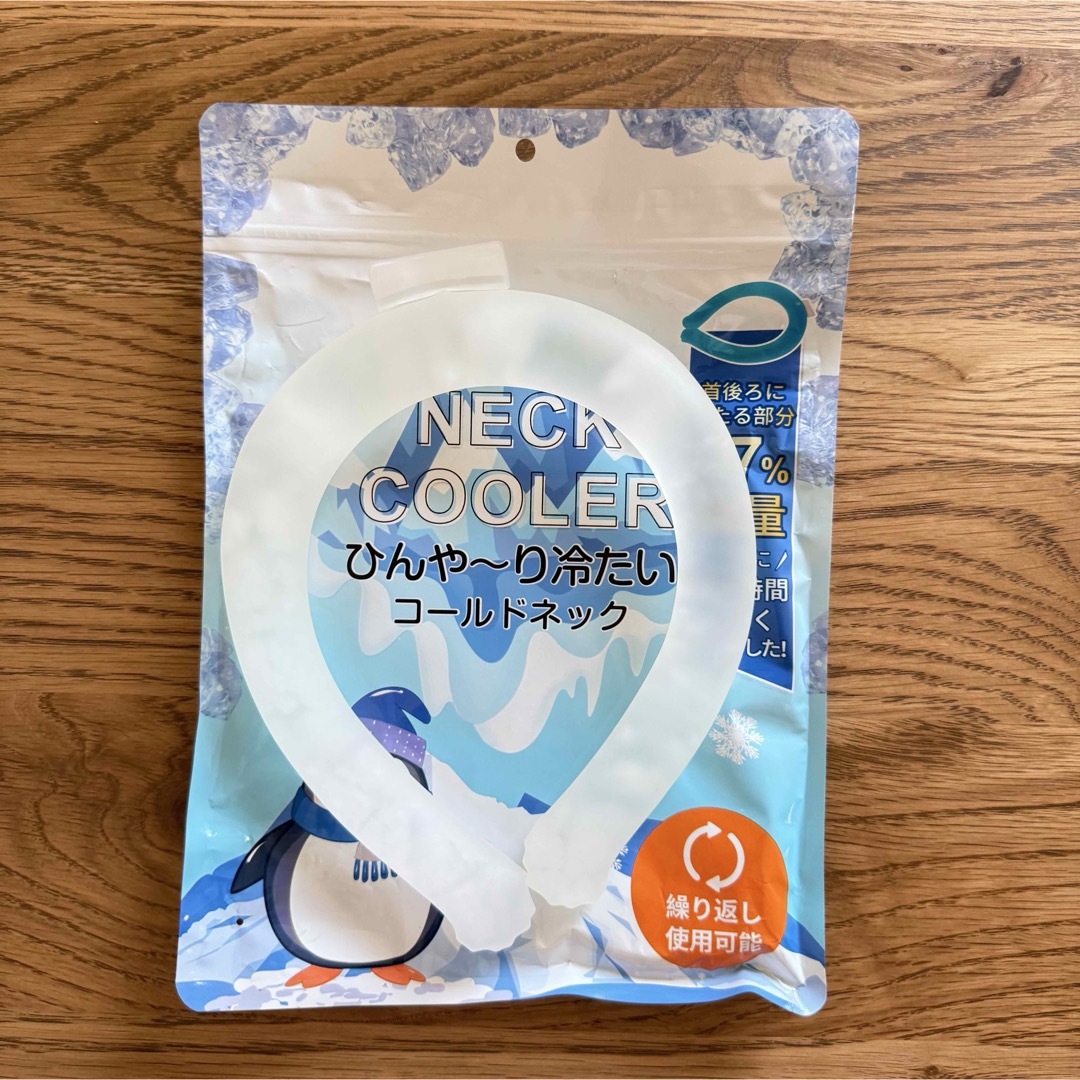 NECK
COOLER
ひんや〜り冷たい
コールドネック
首後ろに
たる部分
7%
量
に/
時間
く
した!
繰り返し
使用可能